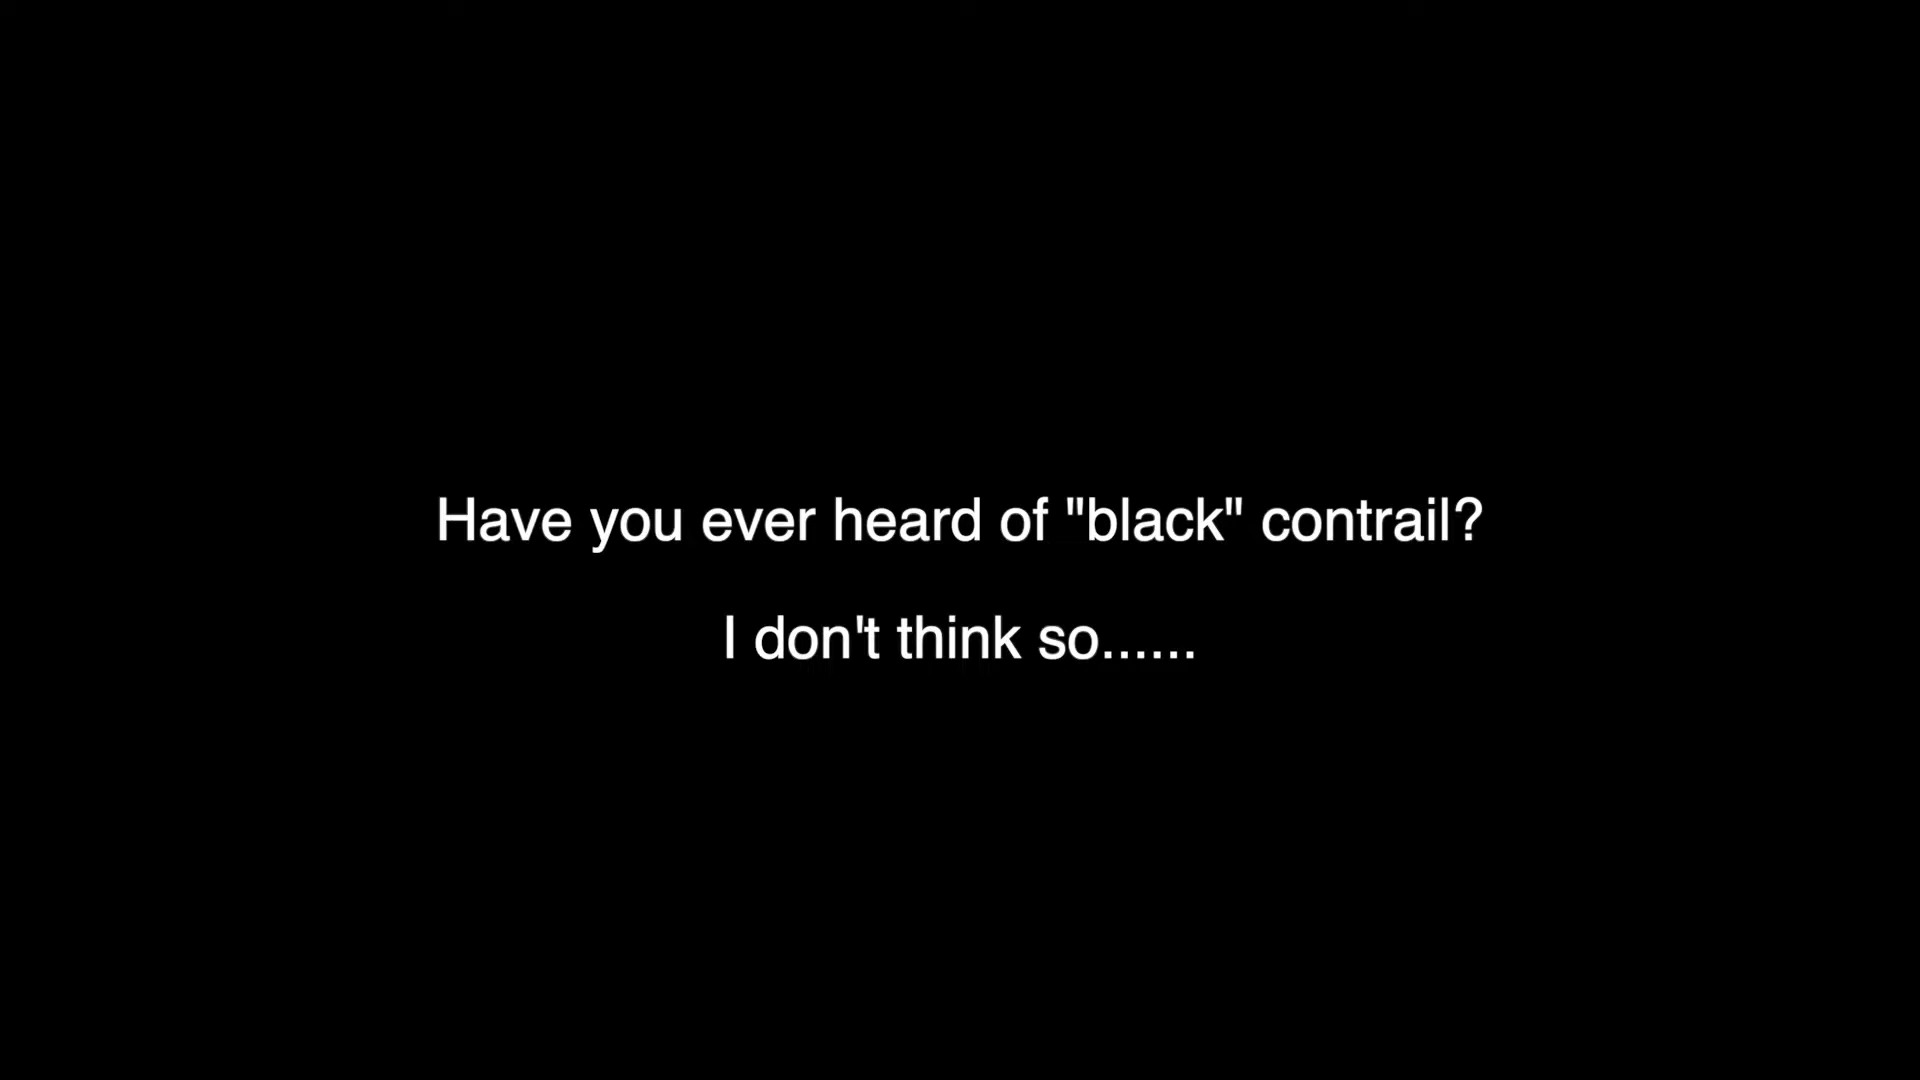 Have you ever heard of "black" contrail?
I don't think so......